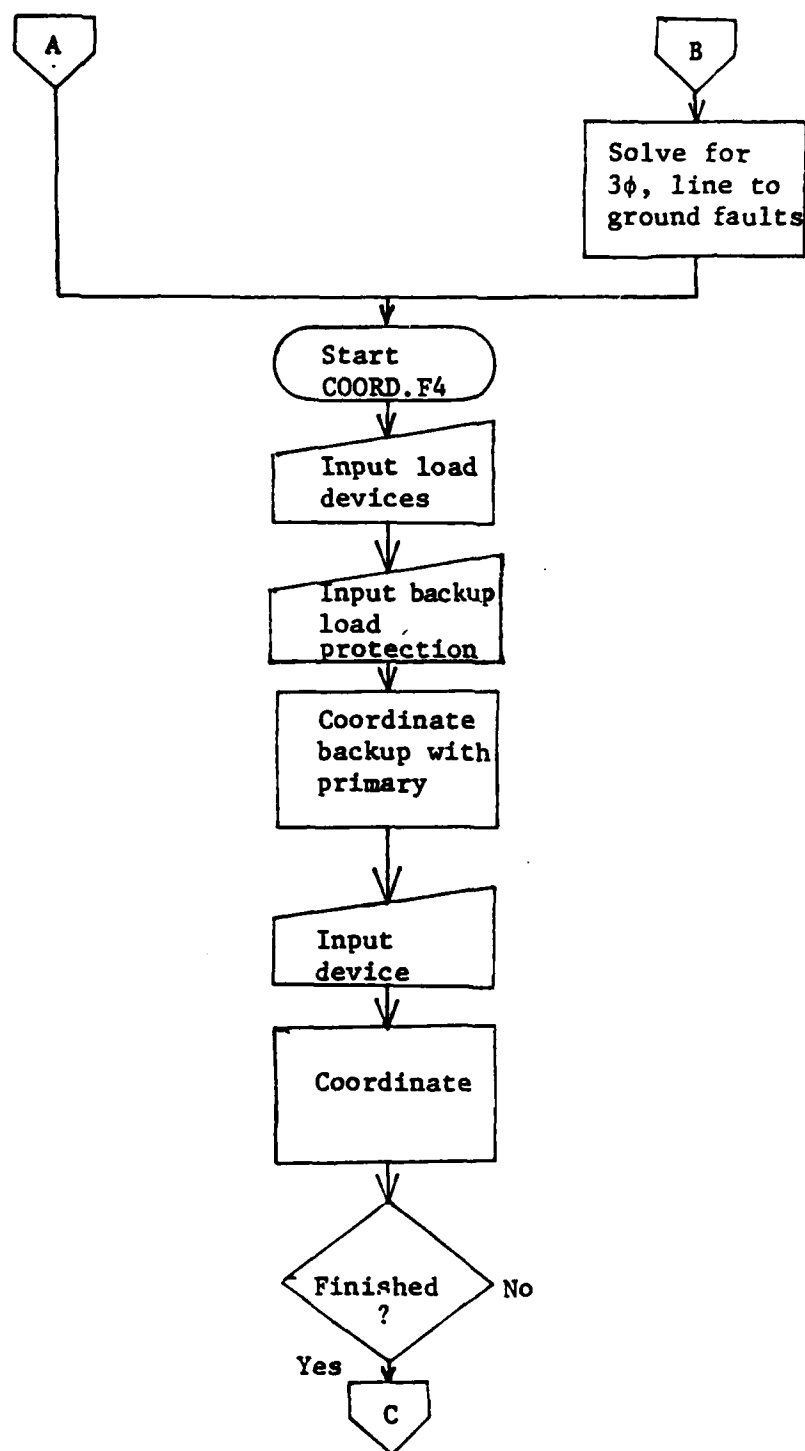 A
B
Solve for
3φ, line to
ground faults
Start
COORD.F4
Input load
devices
Input backup
load
protection
Coordinate
backup with
primary
Input
device
Coordinate
Finished
?
No
Yes
C